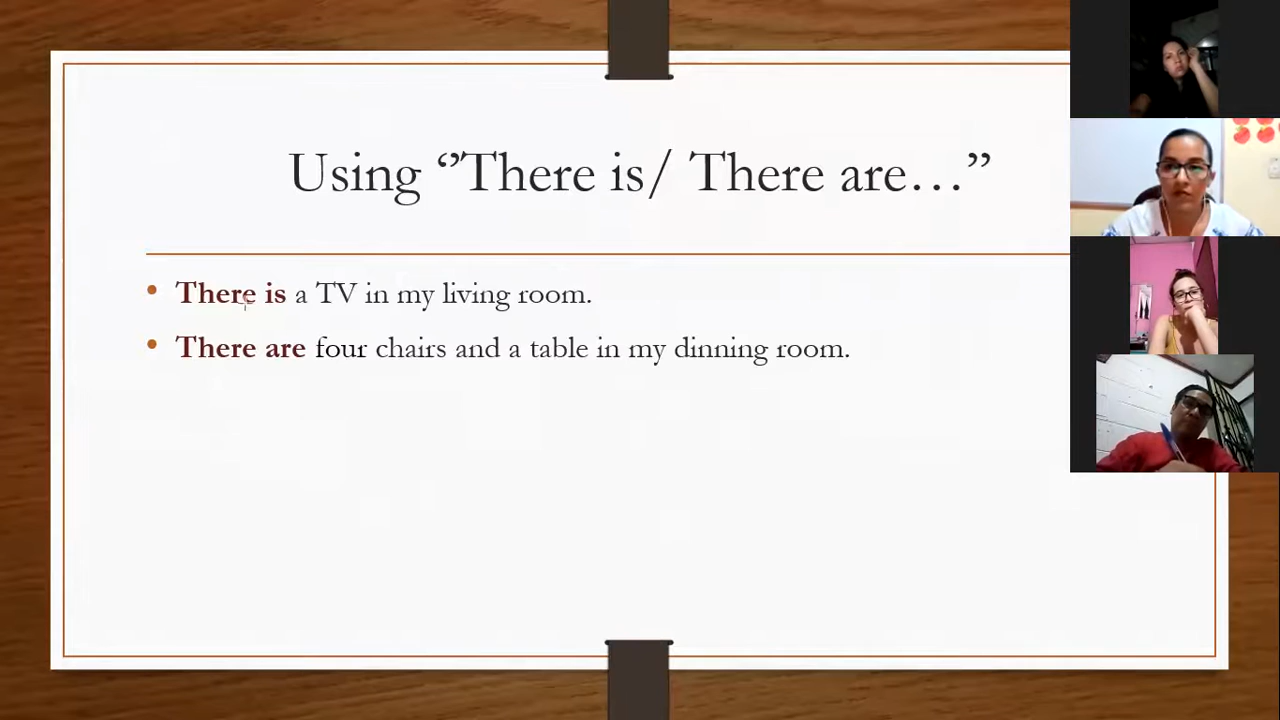 Using “There is/ There are…”
• There is a TV in my living room.
• There are four chairs and a table in my dinning room.